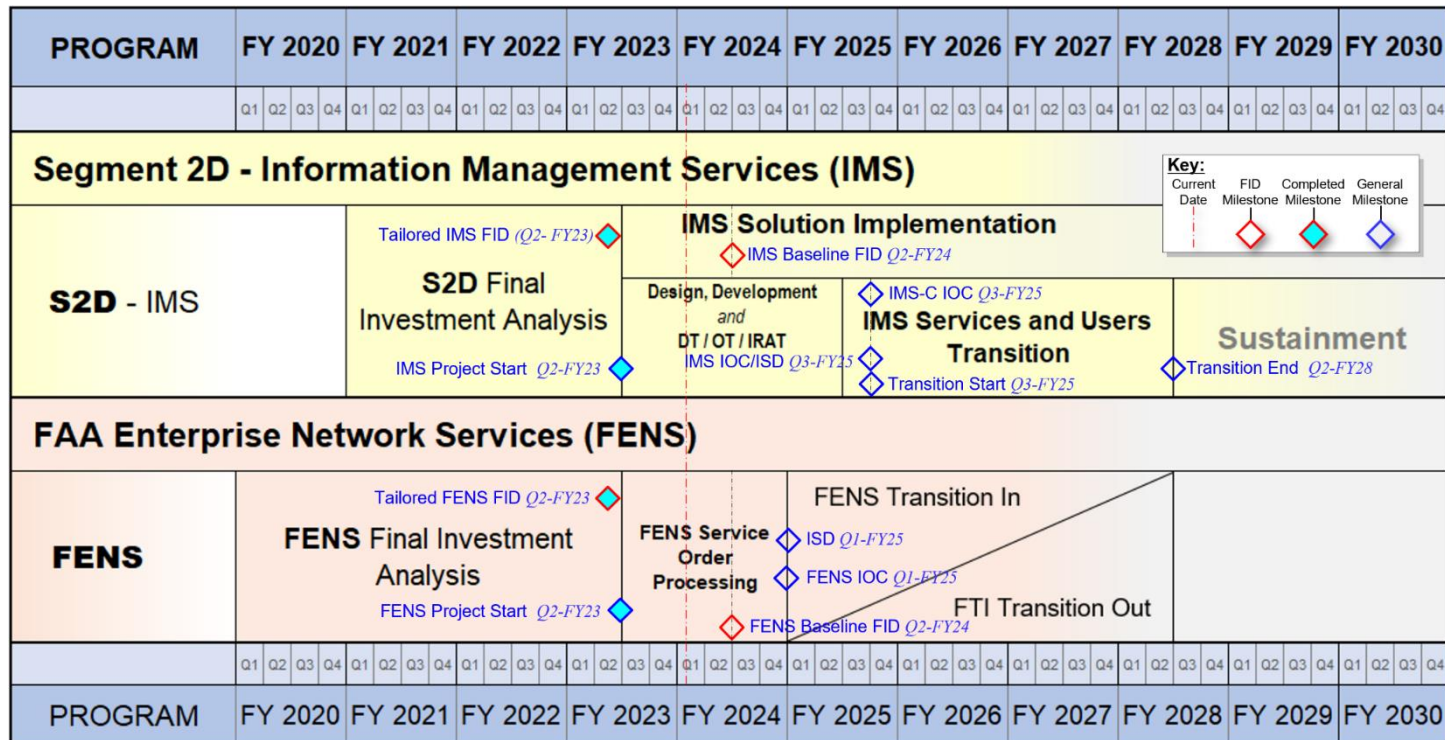 PROGRAM FY 2020 FY 2021 FY 2022 FY 2023 FY 2024 FY 2025 FY 2026 FY 2027 FY 2028 FY 2029 FY 2030
Q1 Q2 Q3 Q4 Q1 Q2 Q3 Q4 Q1 Q2 Q3 Q4 Q1 Q2 Q3 Q4 Q1 Q2 Q3 Q4 Q1 Q2 Q3 Q4 Q1 Q2 Q3 Q4 Q1 Q2 Q3 Q4 Q1 Q2 Q3 Q4 Q1 Q2 Q3 Q4 Q1 Q2 Q3 Q4
Segment 2D - Information Management Services (IMS)
Key:
Current Date
FID Milestone
Completed Milestone
General Milestone
S2D - IMS
Tailored IMS FID (Q2- FY23)
S2D Final
Investment Analysis
IMS Project Start Q2-FY23
IMS Solution Implementation
IMS Baseline FID Q2-FY24
Design, Development
and
DT / OT / IRAT
IMS IOC/ISD Q3-FY25
IMS-C IOC Q3-FY25
IMS Services and Users
Transition
Transition Start Q3-FY25
Sustainment
Transition End Q2-FY28
FAA Enterprise Network Services (FENS)
FENS
Tailored FENS FID Q2-FY23
FENS Final Investment
Analysis
FENS Project Start Q2-FY23
FENS Service
Order
Processing
FENS Baseline FID Q2-FY24
FENS Transition In
ISD Q1-FY25
FENS IOC Q1-FY25
FTI Transition Out
Q1 Q2 Q3 Q4 Q1 Q2 Q3 Q4 Q1 Q2 Q3 Q4 Q1 Q2 Q3 Q4 Q1 Q2 Q3 Q4 Q1 Q2 Q3 Q4 Q1 Q2 Q3 Q4 Q1 Q2 Q3 Q4 Q1 Q2 Q3 Q4 Q1 Q2 Q3 Q4 Q1 Q2 Q3 Q4
PROGRAM FY 2020 FY 2021 FY 2022 FY 2023 FY 2024 FY 2025 FY 2026 FY 2027 FY 2028 FY 2029 FY 2030